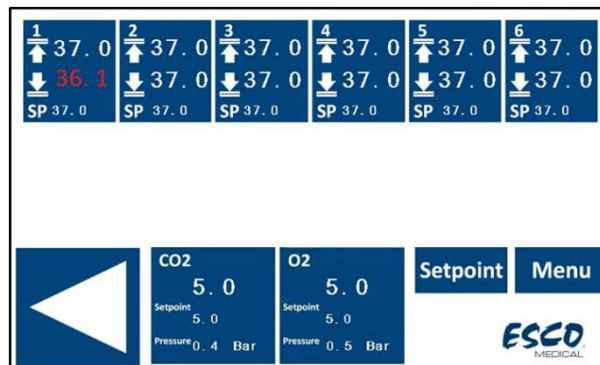 1 2 3 4 5 6
37.0 37.0 37.0 37.0 37.0 37.0
36.1 37.0 37.0 37.0 37.0 37.0
SP 37.0 SP 37.0 SP 37.0 SP 37.0 SP 37.0 SP 37.0
CO2
5.0
Setpoint
5.0
Pressure 0.4 Bar
O2
5.0
Setpoint
5.0
Pressure 0.5 Bar
Setpoint
Menu
ESCO
MEDICAL